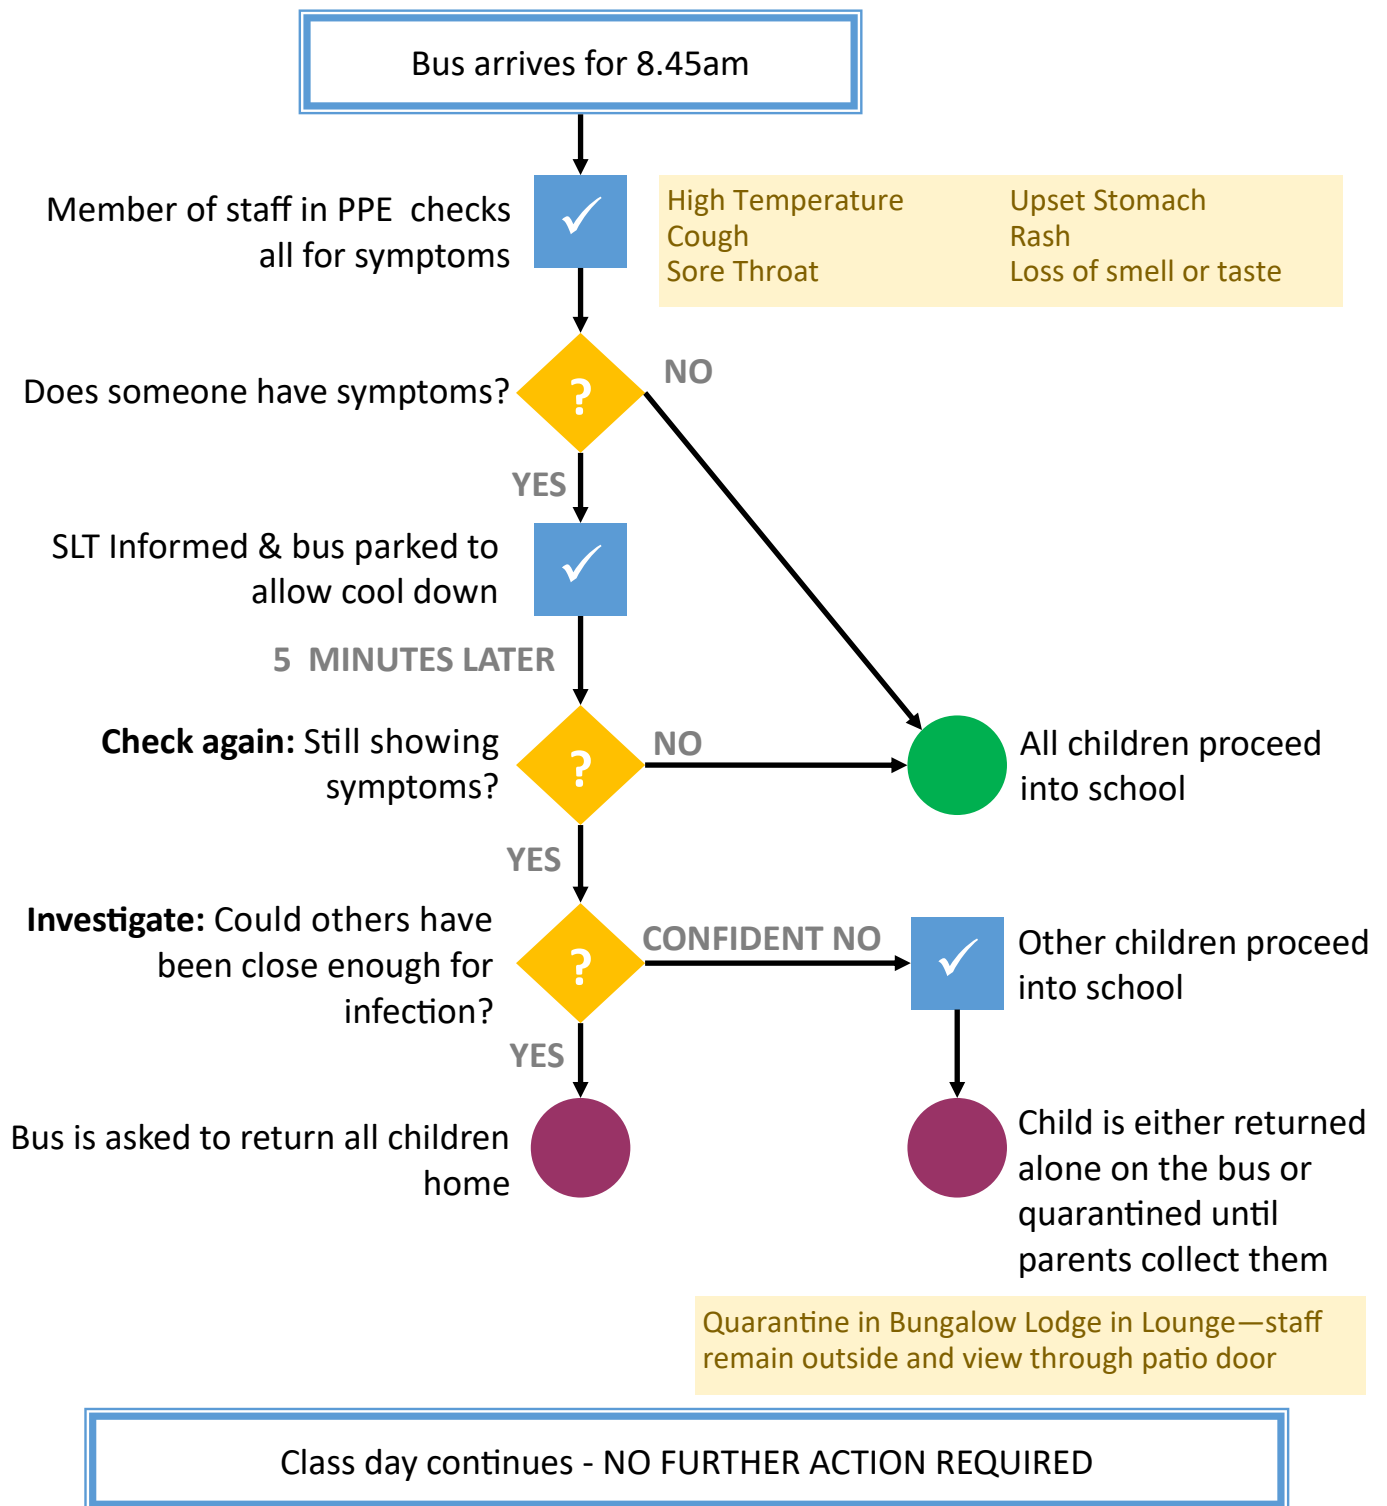 Bus arrives for 8.45am
Member of staff in PPE  checks
all for symptoms
High Temperature
Cough
Sore Throat
Upset Stomach
Rash
Loss of smell or taste
Does someone have symptoms?
?
NO
YES
SLT Informed & bus parked to
allow cool down
5  MINUTES LATER
Check again: Still showing
symptoms?
?
NO
All children proceed
into school
YES
Investigate: Could others have
been close enough for
infection?
?
CONFIDENT NO
Other children proceed
into school
YES
Bus is asked to return all children
home
Child is either returned
alone on the bus or
quarantined until
parents collect them
Quarantine in Bungalow Lodge in Lounge—staff
remain outside and view through patio door
Class day continues - NO FURTHER ACTION REQUIRED